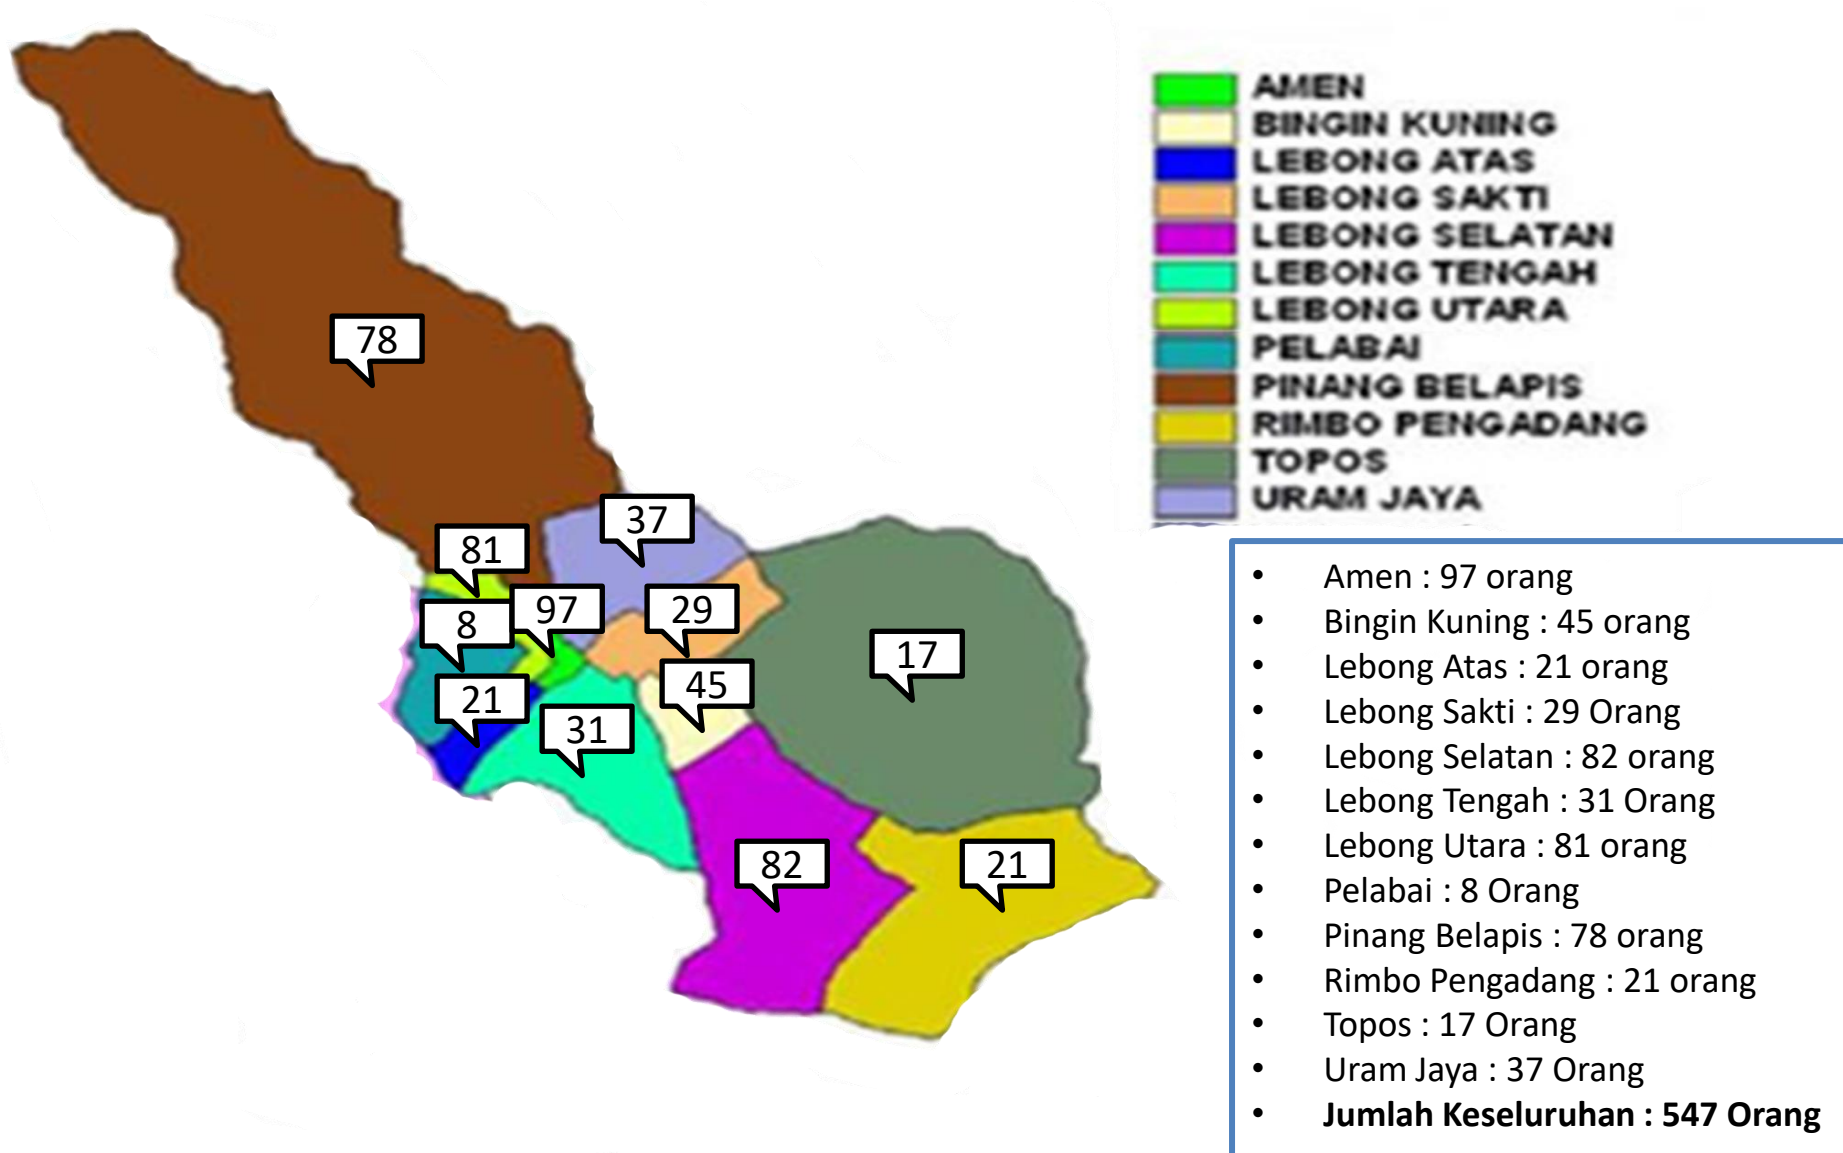 AMEN
BINGIN KUNING
LEBONG ATAS
LEBONG SAKTI
LEBONG SELATAN
LEBONG TENGAH
LEBONG UTARA
PELABAI
PINANG BELAPIS
RIMBO PENGADANG
TOPOS
URAM JAYA
78
37
81
97
29
8
17
45
21
31
82
21
• Amen : 97 orang
• Bingin Kuning : 45 orang
• Lebong Atas : 21 orang
• Lebong Sakti : 29 Orang
• Lebong Selatan : 82 orang
• Lebong Tengah : 31 Orang
• Lebong Utara : 81 orang
• Pelabai : 8 Orang
• Pinang Belapis : 78 orang
• Rimbo Pengadang : 21 orang
• Topos : 17 Orang
• Uram Jaya : 37 Orang
• Jumlah Keseluruhan : 547 Orang